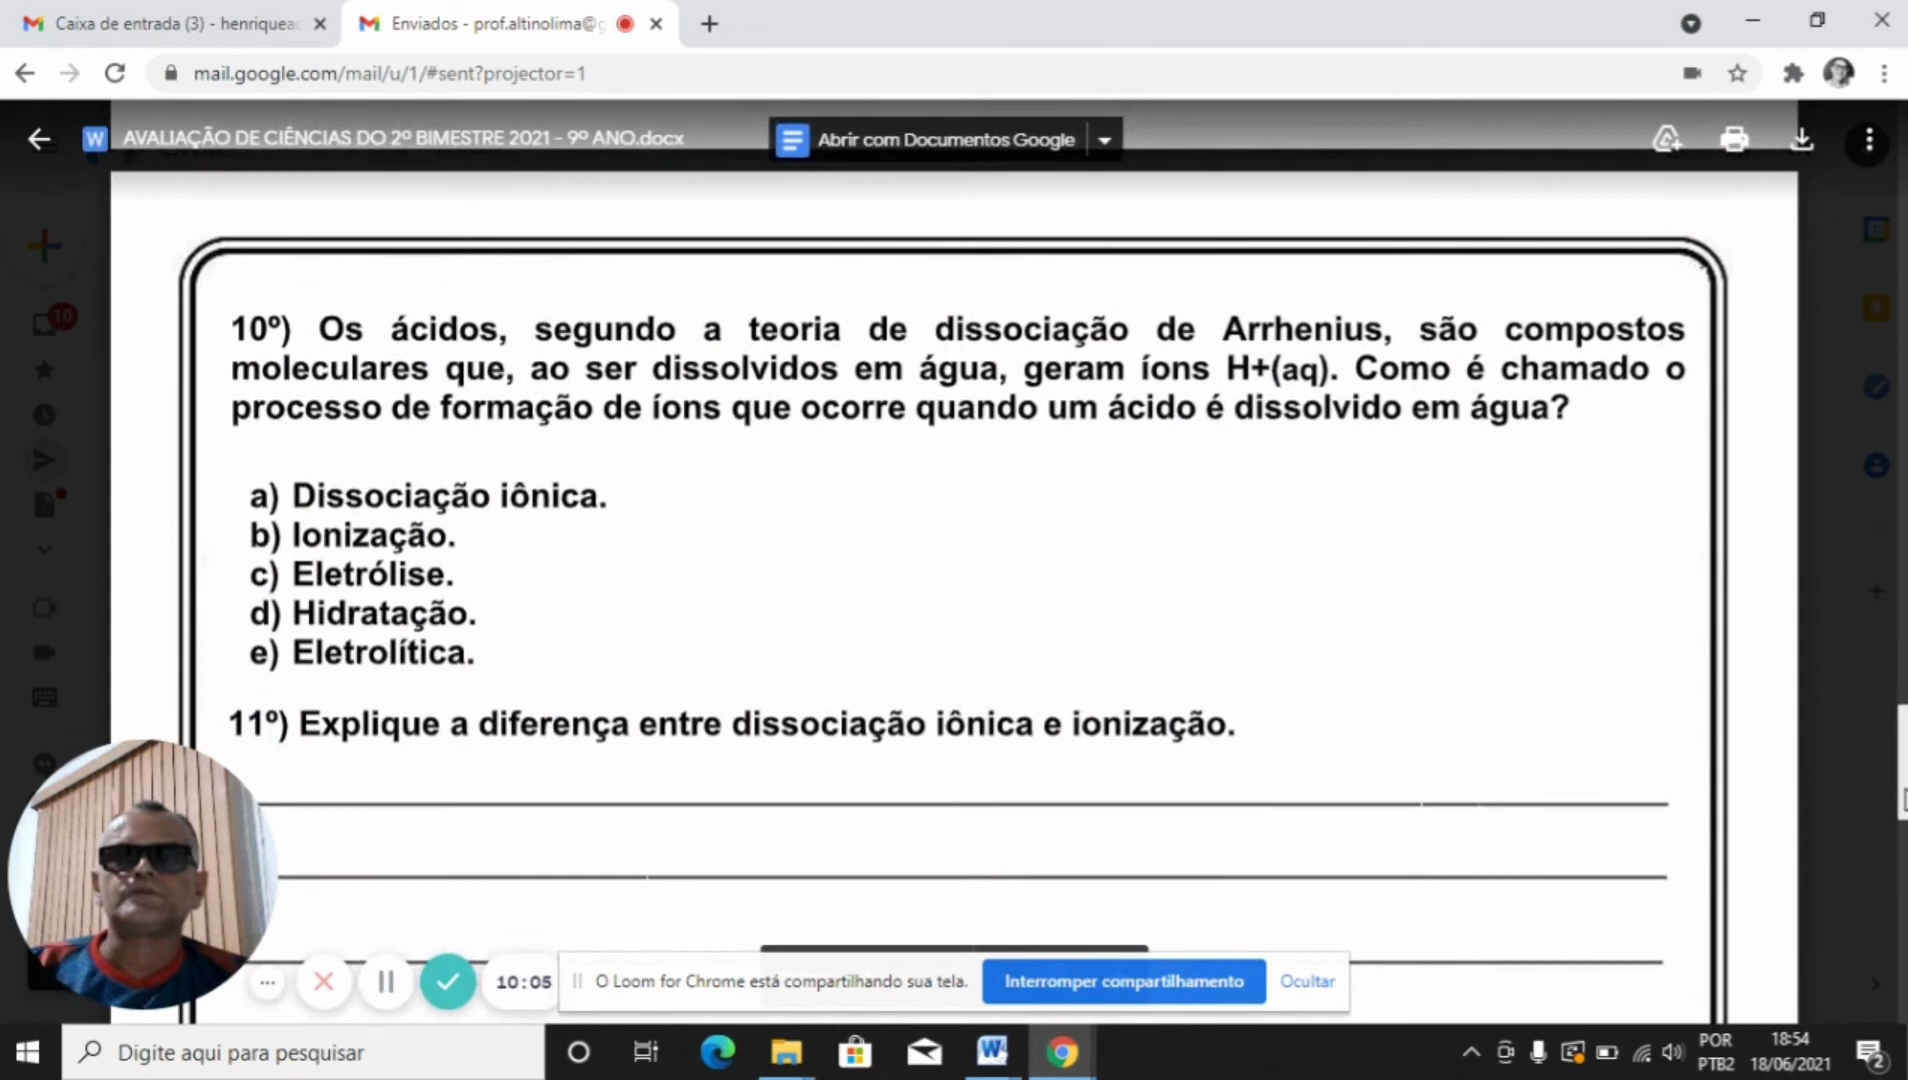 Caixa de entrada (3) - henriqueac
Enviados - prof.altinolima@g
mail.google.com/mail/u/1/#sent?projector=1
W AVALIAÇÃO DE CIÊNCIAS DO 2º BIMESTRE 2021 - 9º ANO.docx
Abrir com Documentos Google
10
10º) Os ácidos, segundo a teoria de dissociação de Arrhenius, são compostos
moleculares que, ao ser dissolvidos em água, geram íons H+(aq). Como é chamado o
processo de formação de íons que ocorre quando um ácido é dissolvido em água?
a) Dissociação iônica.
b) Ionização.
c) Eletrólise.
d) Hidratação.
e) Eletrolítica.
11º) Explique a diferença entre dissociação iônica e ionização.
10:05
O Loom for Chrome está compartilhando sua tela.
Interromper compartilhamento
Ocultar
Digite aqui para pesquisar
W
POR
PTB2
18:54
18/06/2021
2